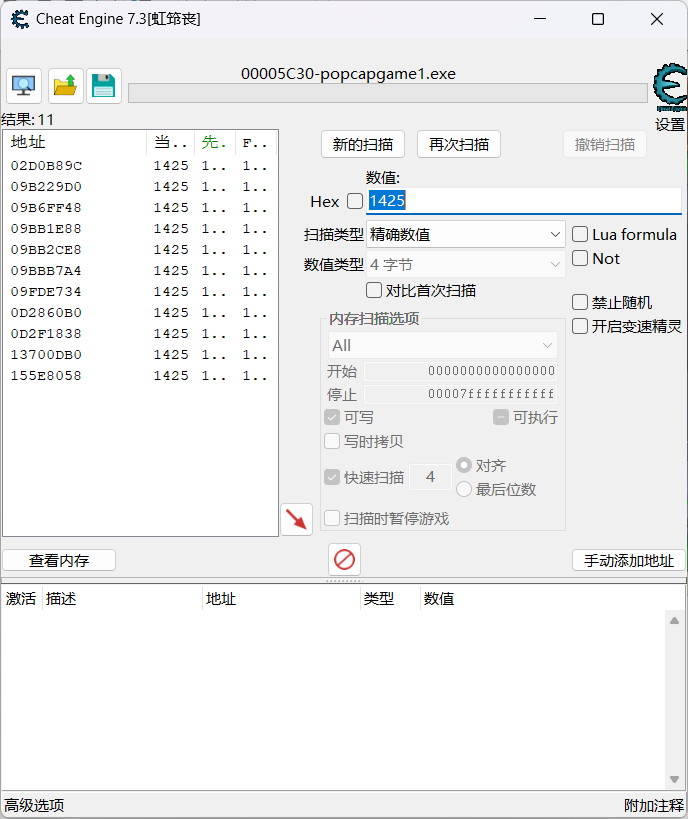 Cheat Engine 7.3[虹筇丧]
00005C30-popcapgame1.exe
设置
结果:11
地址 当.. 先. F..
02D0B89C 1425 1.. 1..
09B229D0 1425 1.. 1..
09B6FF48 1425 1.. 1..
09BB1E88 1425 1.. 1..
09BB2CE8 1425 1.. 1..
09BBB7A4 1425 1.. 1..
09FDE734 1425 1.. 1..
0D2860B0 1425 1.. 1..
0D2F1838 1425 1.. 1..
13700DB0 1425 1.. 1..
155E8058 1425 1.. 1..
新的扫描 再次扫描 撤销扫描
数值:
Hex 1425
扫描类型 精确数值 Lua formula
数值类型 4 字节 Not
对比首次扫描
禁止随机
内存扫描选项 开启变速精灵
All
开始 0000000000000000
停止 00007fffffffffff
可写 可执行
写时拷贝
快速扫描 4 对齐
最后位数
扫描时暂停游戏
查看内存 手动添加地址
激活 描述 地址 类型 数值
高级选项 附加注释